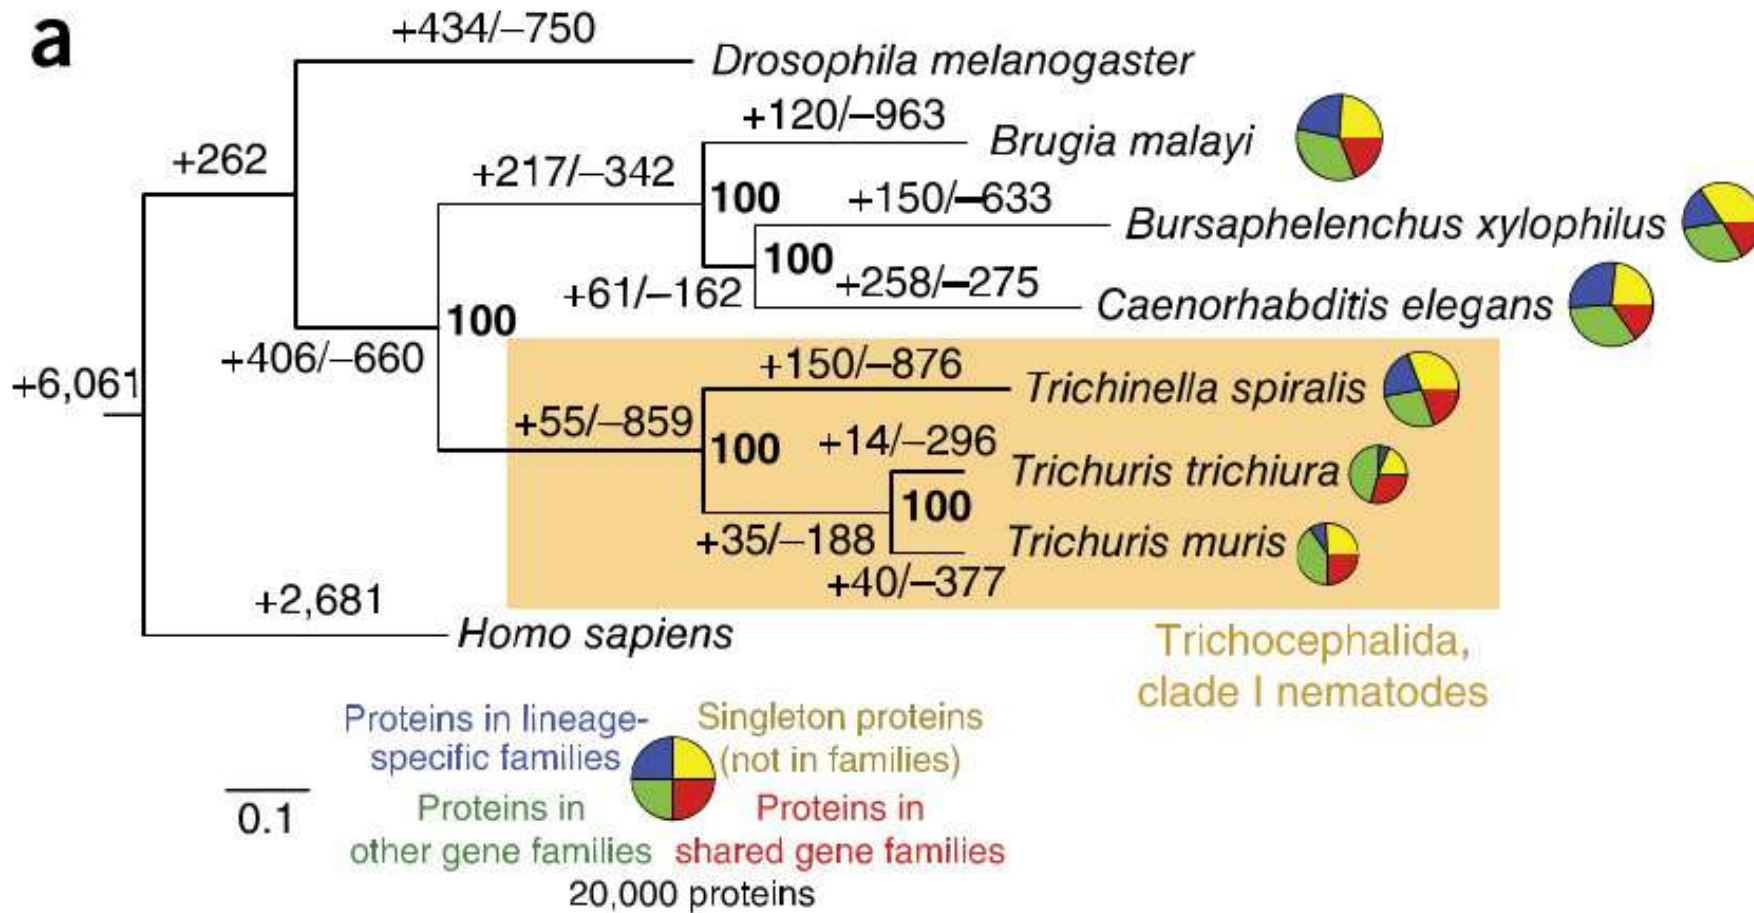 a
+434/–750
Drosophila melanogaster
+120/–963
Brugia malayi
+262
+217/–342
100
+150/–633
Bursaphelenchus xylophilus
100
+61/–162
+258/–275
Caenorhabditis elegans
100
+406/–660
+6,061
+150/–876
Trichinella spiralis
+55/–859
100
+14/–296
Trichuris trichiura
100
+35/–188
Trichuris muris
+40/–377
+2,681
Homo sapiens
Trichocephalida,
clade I nematodes
Proteins in lineage-
specific families
Singleton proteins
(not in families)
Proteins in
other gene families
Proteins in
shared gene families
0.1
20,000 proteins